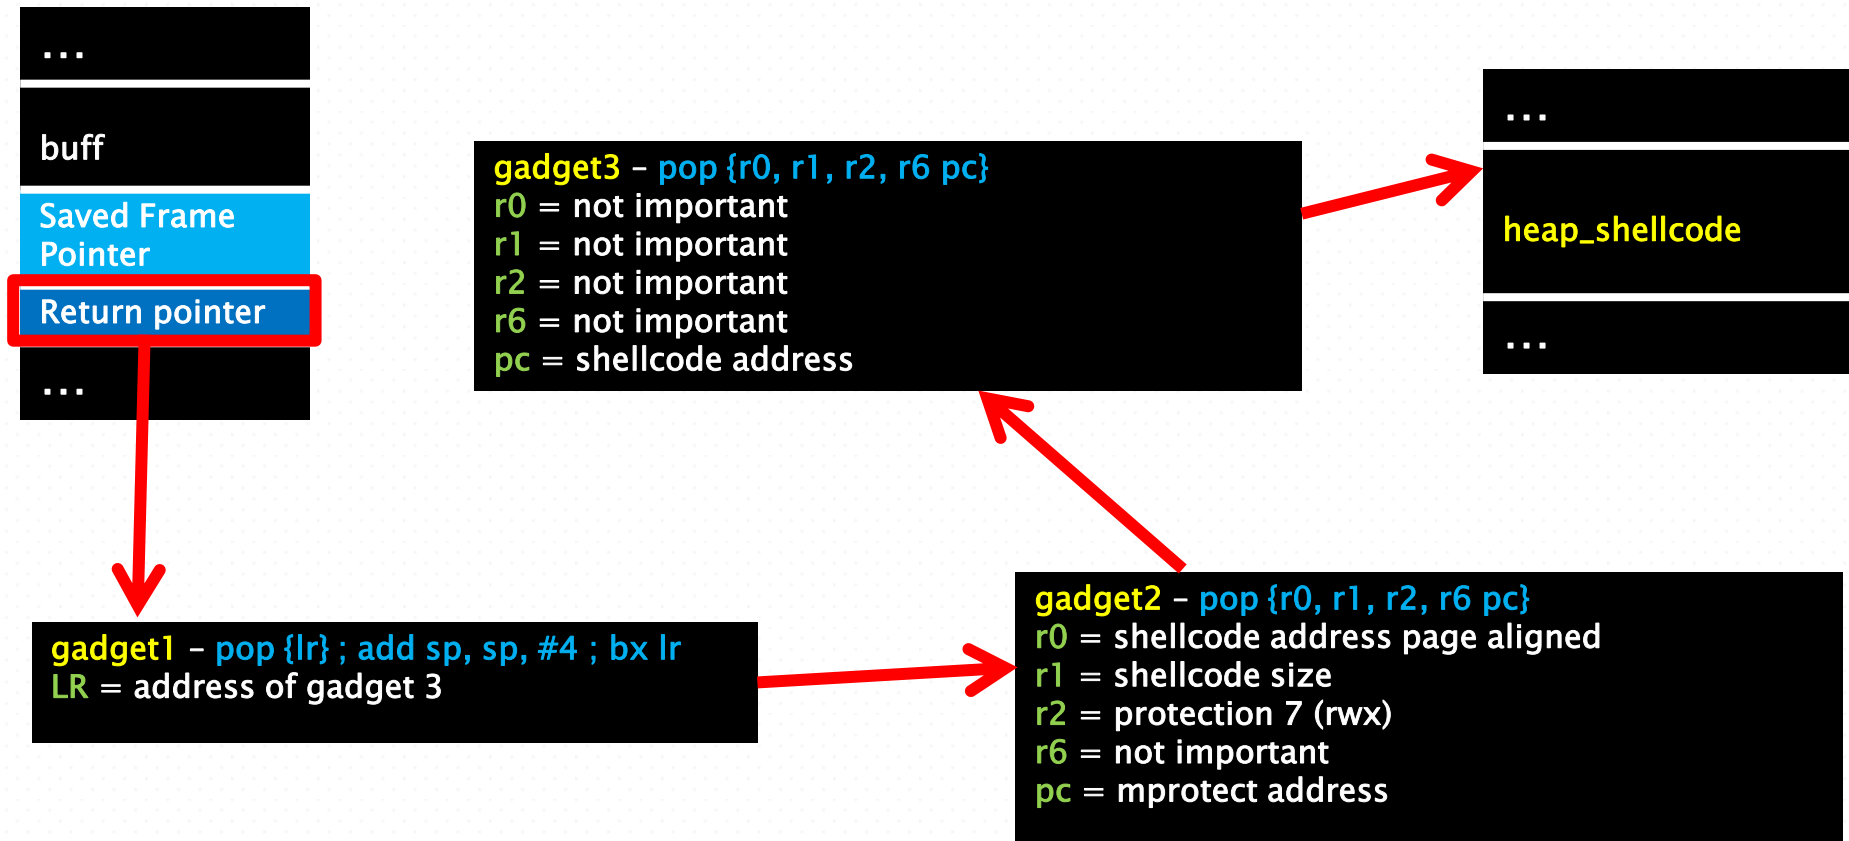 ...
buff
Saved Frame
Pointer
Return pointer
...
gadget3 – pop {r0, r1, r2, r6 pc}
r0 = not important
r1 = not important
r2 = not important
r6 = not important
pc = shellcode address
...
heap_shellcode
...
gadget1 – pop {lr} ; add sp, sp, #4 ; bx lr
LR = address of gadget 3
gadget2 – pop {r0, r1, r2, r6 pc}
r0 = shellcode address page aligned
r1 = shellcode size
r2 = protection 7 (rwx)
r6 = not important
pc = mprotect address